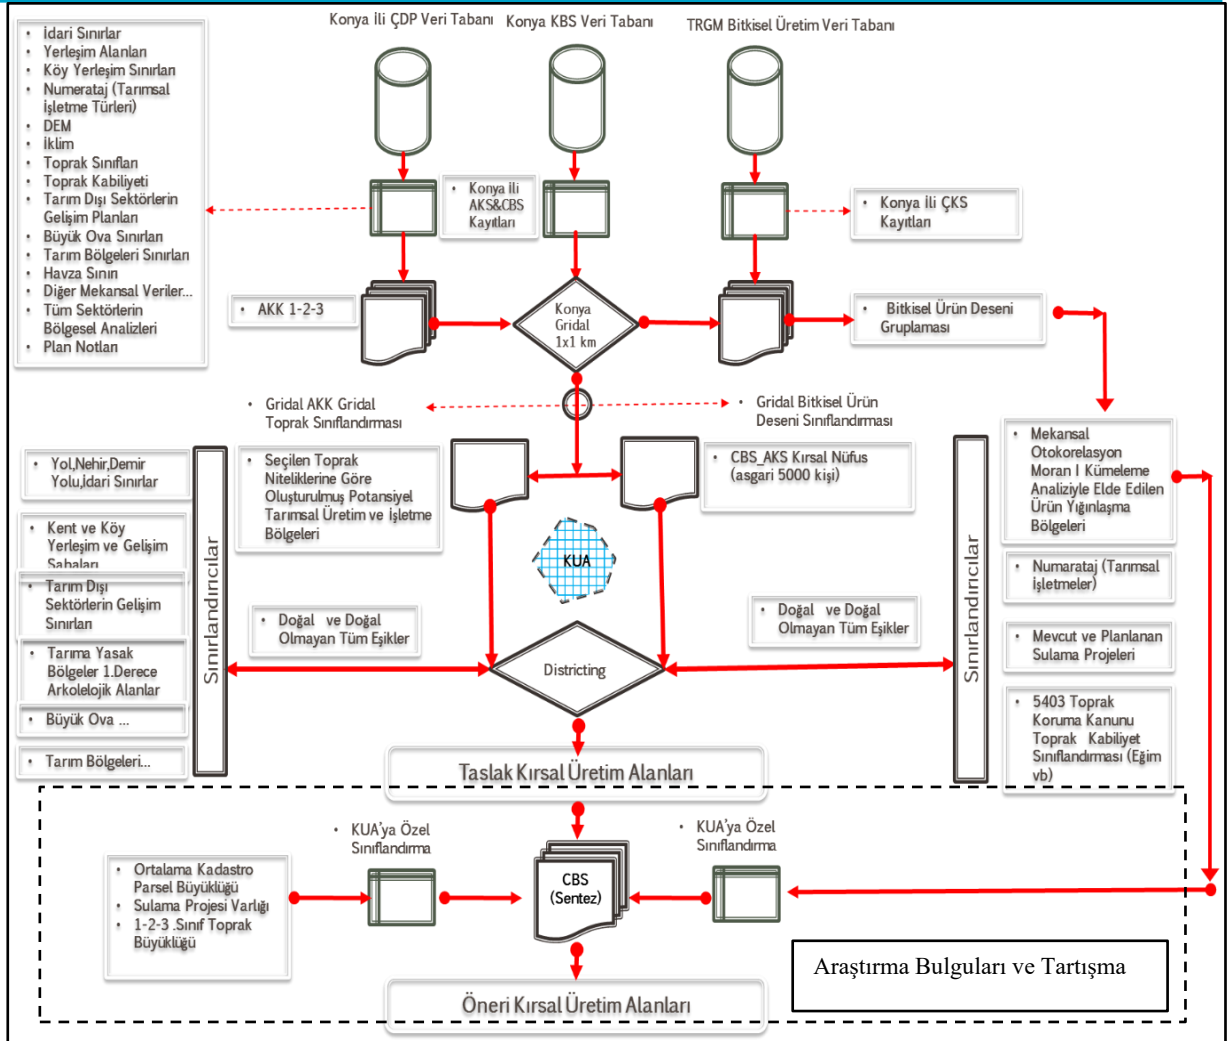 Konya İli ÇDP Veri Tabanı
Konya KBS Veri Tabanı
TRGM Bitkisel Üretim Veri Tabanı
• İdari Sınırlar
• Yerleşim Alanları
• Köy Yerleşim Sınırları
• Numerataj (Tarımsal
İşletme Türleri)
• DEM
• İklim
• Toprak Sınıfları
• Toprak Kabiliyeti
• Tarım Dışı Sektörlerin
Gelişim Planları
• Büyük Ova Sınırları
• Tarım Bölgeleri Sınırları
• Havza Sınırı
• Diğer Mekansal Veriler...
• Tüm Sektörlerin
Bölgesel Analizleri
• Plan Notları
• Konya İli
AKS&CBS
Kayıtları
• Konya İli ÇKS
Kayıtları
• AKK 1-2-3
Konya
Gridal
1x1 km
• Bitkisel Ürün Deseni
Gruplaması
• Gridal AKK Gridal
Toprak Sınıflandırması
• Gridal Bitkisel Ürün
Deseni Sınıflandırması
• Yol,Nehir,Demir
Yolu,İdari Sınırlar
• Kent ve Köy
Yerleşim ve Gelişim
Sahaları
• Tarım Dışı
Sektörlerin Gelişim
Sınırları
• Tarıma Yasak
Bölgeler 1.Derece
Arkolelojik Alanlar
• Büyük Ova ...
• Tarım Bölgeleri...
Sınırlandırıcılar
• Seçilen Toprak
Niteliklerine Göre
Oluşturulmuş Potansiyel
Tarımsal Üretim ve İşletme
Bölgeleri
• CBS_AKS Kırsal Nüfus
(asgari 5000 kişi)
KUA
• Doğal ve Doğal
Olmayan Tüm Eşikler
• Doğal ve Doğal
Olmayan Tüm Eşikler
Districting
Sınırlandırıcılar
• Mekansal
Otokorelasyon
Moran I Kümeleme
Analiziyle Elde Edilen
Ürün Yığınlaşma
Bölgeleri
• Numarataj (Tarımsal
İşletmeler)
• Mevcut ve Planlanan
Sulama Projeleri
• 5403 Toprak
Koruma Kanunu
Toprak Kabiliyet
Sınıflandırması (Eğim
vb)
Taslak Kırsal Üretim Alanları
• KUA'ya Özel
Sınıflandırma
• KUA'ya Özel
Sınıflandırma
• Ortalama Kadastro
Parsel Büyüklüğü
• Sulama Projesi Varlığı
• 1-2-3 .Sınıf Toprak
Büyüklüğü
CBS
(Sentez)
Araştırma Bulguları ve Tartışma
Öneri Kırsal Üretim Alanları